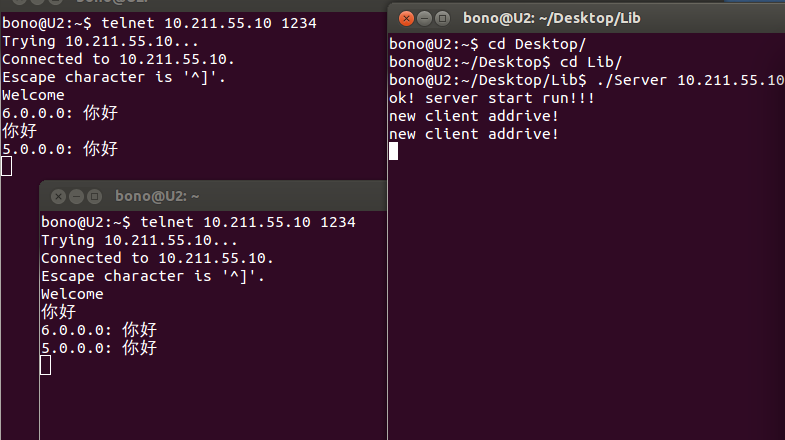 bono@U2:~$ telnet 10.211.55.10 1234
Trying 10.211.55.10...
Connected to 10.211.55.10.
Escape character is '^]'.
Welcome
6.0.0.0: 你好
你好
5.0.0.0: 你好
bono@U2: ~
bono@U2:~$ telnet 10.211.55.10 1234
Trying 10.211.55.10...
Connected to 10.211.55.10.
Escape character is '^]'.
Welcome
你好
6.0.0.0: 你好
5.0.0.0: 你好
bono@U2: ~/Desktop/Lib
bono@U2:~$ cd Desktop/
bono@U2:~/Desktop$ cd Lib/
bono@U2:~/Desktop/Lib$ ./Server 10.211.55.10
ok! server start run!!!
new client addrive!
new client addrive!